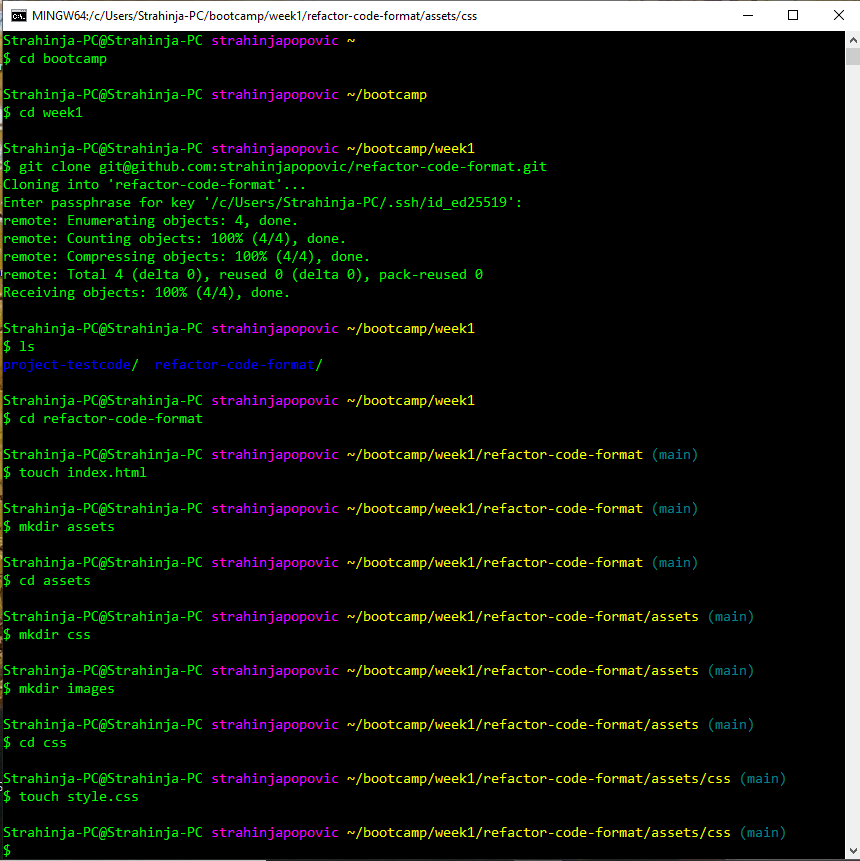 MINGW64:/c/Users/Strahinja-PC/bootcamp/week1/refactor-code-format/assets/css
Strahinja-PC@Strahinja-PC strahinjapopovic ~
$ cd bootcamp
Strahinja-PC@Strahinja-PC strahinjapopovic ~/bootcamp
$ cd week1
Strahinja-PC@Strahinja-PC strahinjapopovic ~/bootcamp/week1
$ git clone git@github.com:strahinjapopovic/refactor-code-format.git
Cloning into 'refactor-code-format'...
Enter passphrase for key '/c/Users/Strahinja-PC/.ssh/id_ed25519':
remote: Enumerating objects: 4, done.
remote: Counting objects: 100% (4/4), done.
remote: Compressing objects: 100% (4/4), done.
remote: Total 4 (delta 0), reused 0 (delta 0), pack-reused 0
Receiving objects: 100% (4/4), done.
Strahinja-PC@Strahinja-PC strahinjapopovic ~/bootcamp/week1
$ ls
project-testcode/  refactor-code-format/
Strahinja-PC@Strahinja-PC strahinjapopovic ~/bootcamp/week1
$ cd refactor-code-format
Strahinja-PC@Strahinja-PC strahinjapopovic ~/bootcamp/week1/refactor-code-format (main)
$ touch index.html
Strahinja-PC@Strahinja-PC strahinjapopovic ~/bootcamp/week1/refactor-code-format (main)
$ mkdir assets
Strahinja-PC@Strahinja-PC strahinjapopovic ~/bootcamp/week1/refactor-code-format (main)
$ cd assets
Strahinja-PC@Strahinja-PC strahinjapopovic ~/bootcamp/week1/refactor-code-format/assets (main)
$ mkdir css
Strahinja-PC@Strahinja-PC strahinjapopovic ~/bootcamp/week1/refactor-code-format/assets (main)
$ mkdir images
Strahinja-PC@Strahinja-PC strahinjapopovic ~/bootcamp/week1/refactor-code-format/assets (main)
$ cd css
Strahinja-PC@Strahinja-PC strahinjapopovic ~/bootcamp/week1/refactor-code-format/assets/css (main)
$ touch style.css
Strahinja-PC@Strahinja-PC strahinjapopovic ~/bootcamp/week1/refactor-code-format/assets/css (main)
$